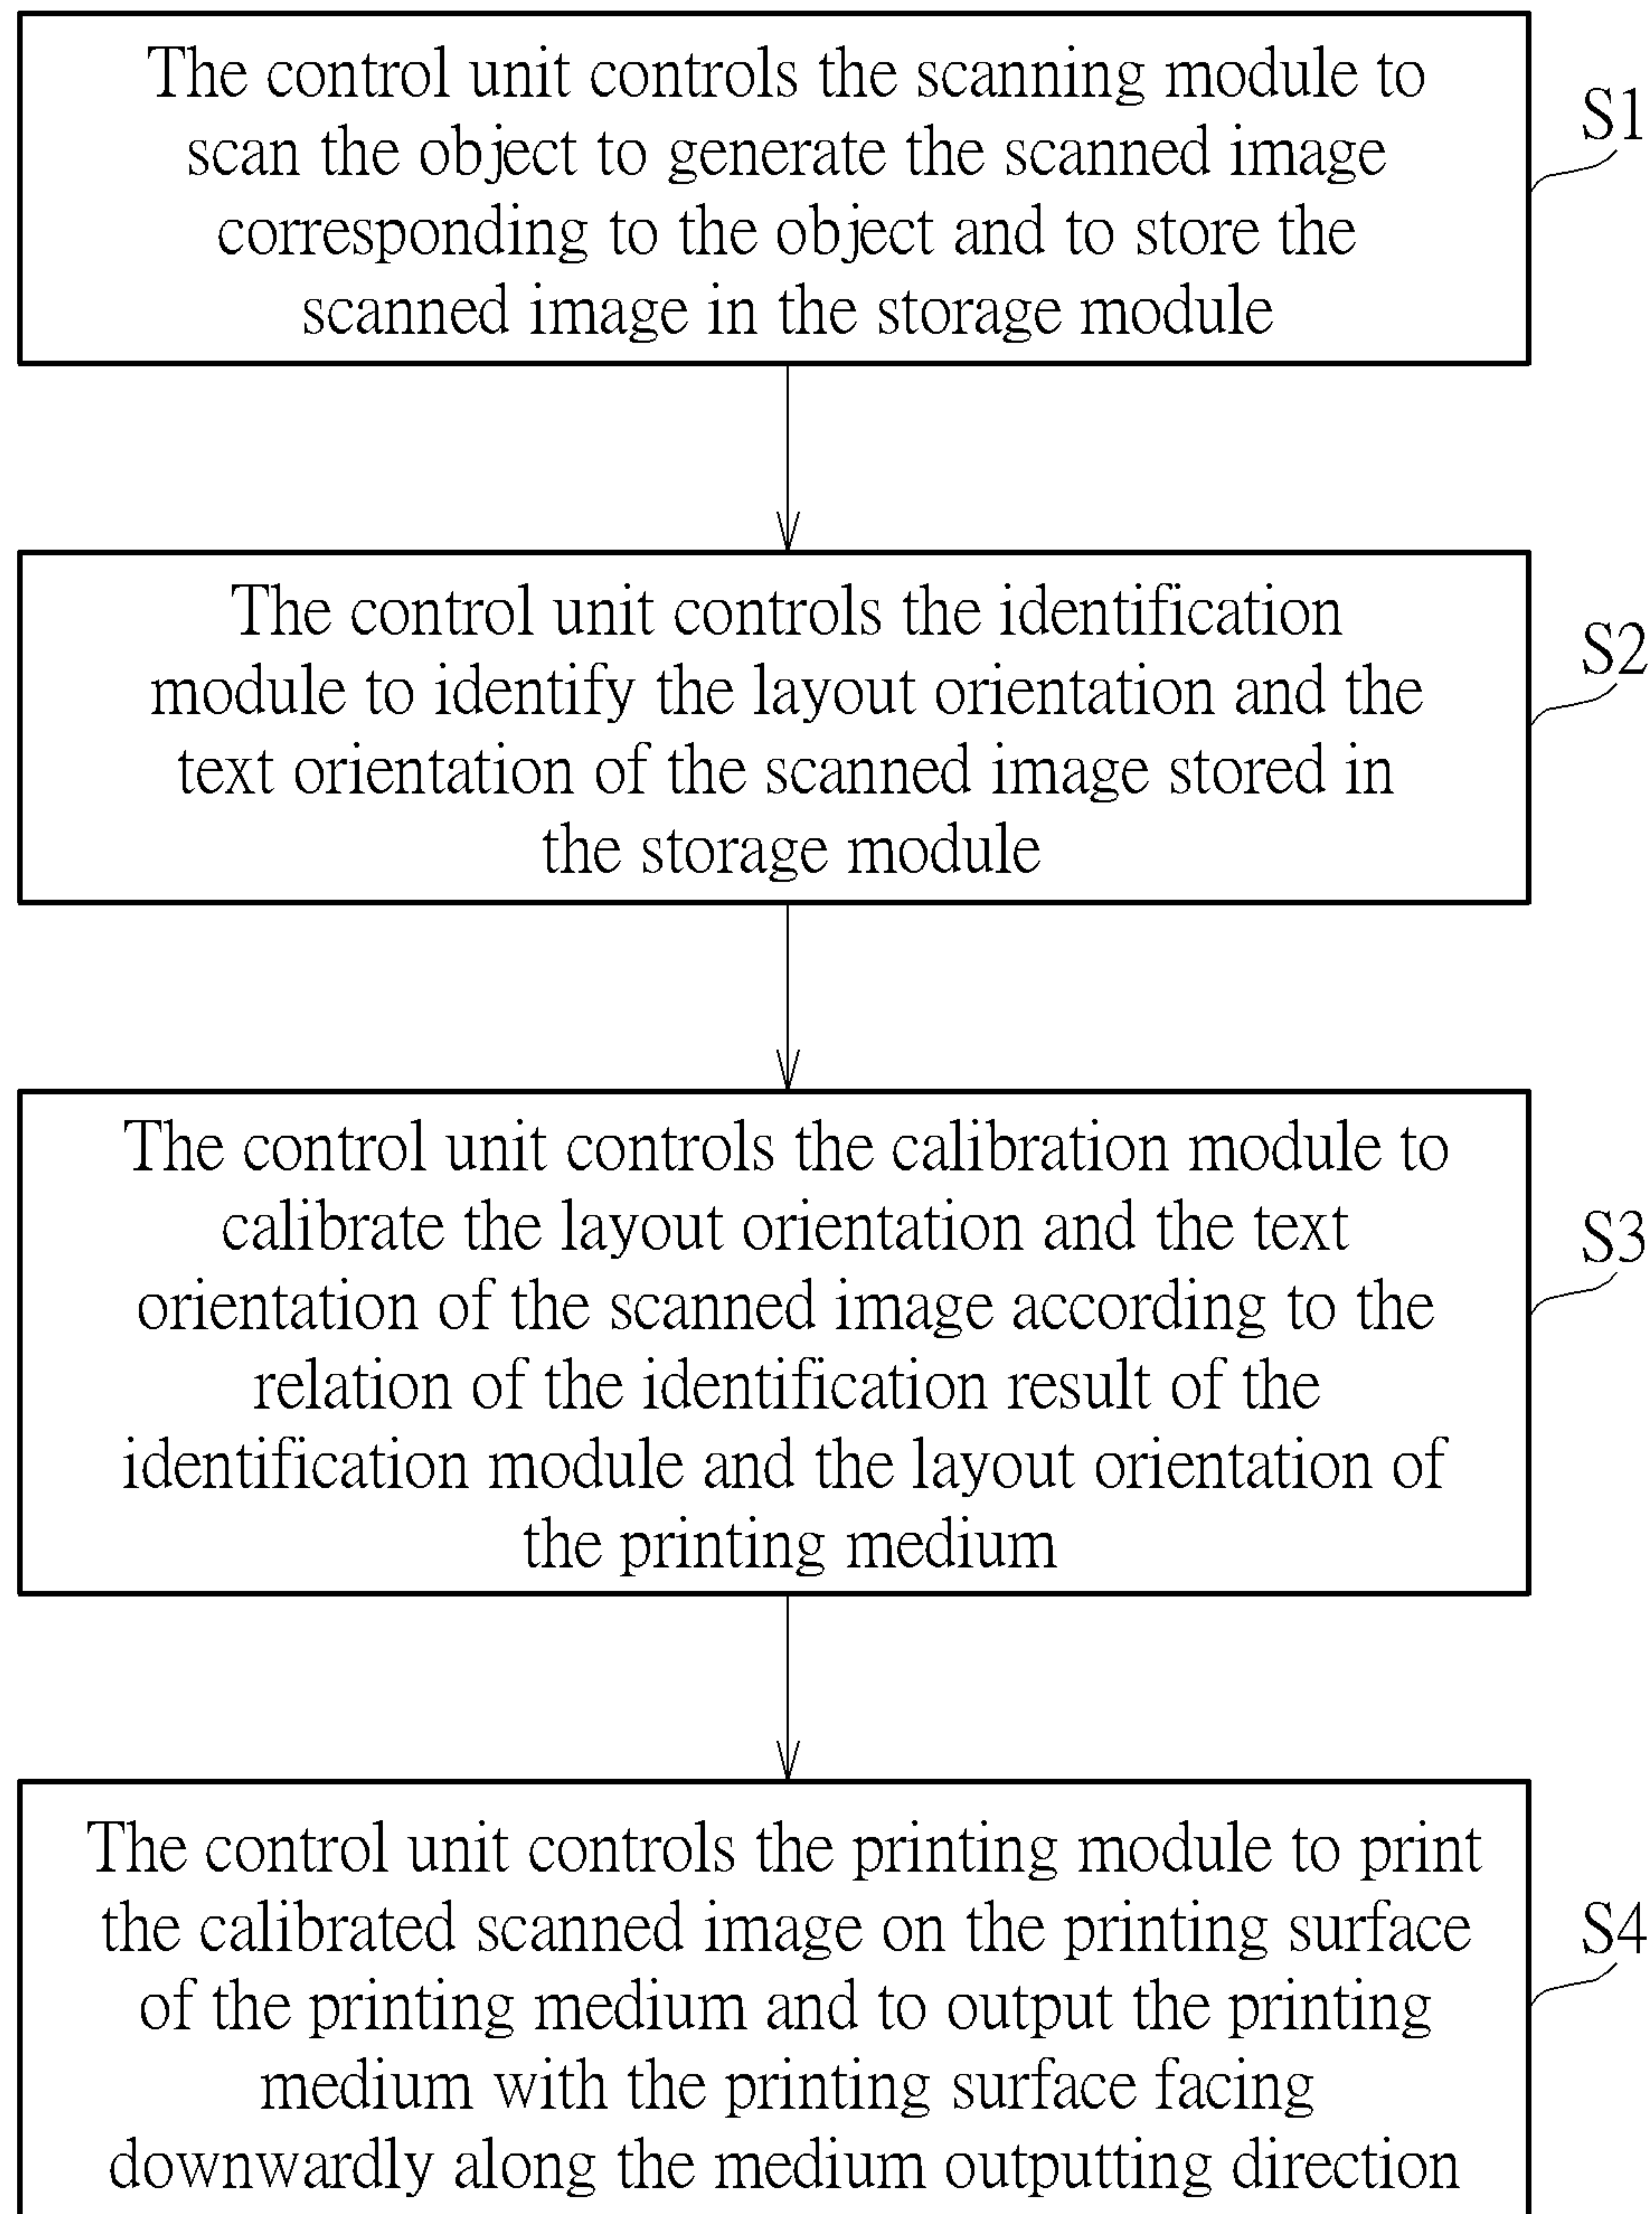 The control unit controls the scanning module to
scan the object to generate the scanned image
corresponding to the object and to store the
scanned image in the storage module
S1
The control unit controls the identification
module to identify the layout orientation and the
text orientation of the scanned image stored in
the storage module
S2
The control unit controls the calibration module to
calibrate the layout orientation and the text
orientation of the scanned image according to the
relation of the identification result of the
identification module and the layout orientation of
the printing medium
S3
The control unit controls the printing module to print
the calibrated scanned image on the printing surface
of the printing medium and to output the printing
medium with the printing surface facing
downwardly along the medium outputting direction
S4